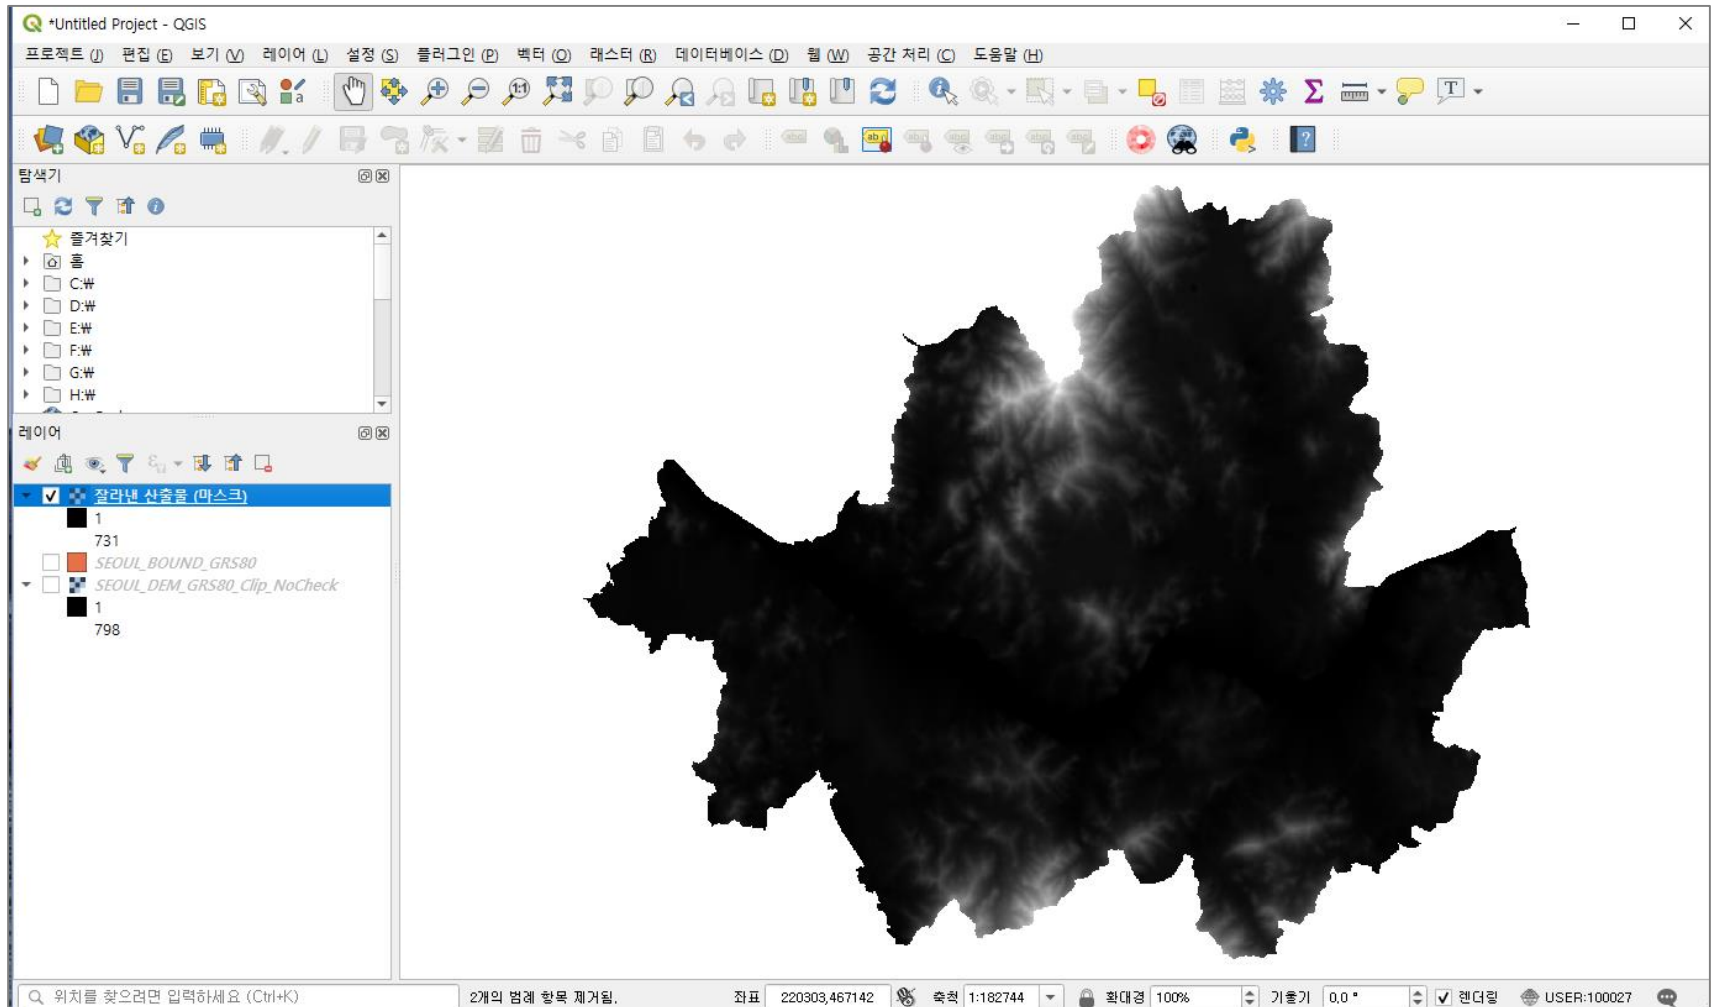 *Untitled Project - QGIS
프로젝트 (J) 편집 (E) 보기 (V) 레이어 (L) 설정 (S) 플러그인 (P) 벡터 (O) 래스터 (R) 데이터베이스 (D) 웹 (W) 공간 처리 (C) 도움말 (H)
탐색기
즐겨찾기
홈
C:₩
D:₩
E:₩
F:₩
G:₩
H:₩
레이어
잘라낸 산출물 (마스크)
1
731
SEOUL_BOUND_GRS80
SEOUL_DEM_GRS80_Clip_NoCheck
1
798
위치를 찾으려면 입력하세요 (Ctrl+K) 2개의 범례 항목 제거됨. 좌표 220303,467142 축척 1:182744 확대경 100% 기울기 0,0 ° 렌더링 USER:100027